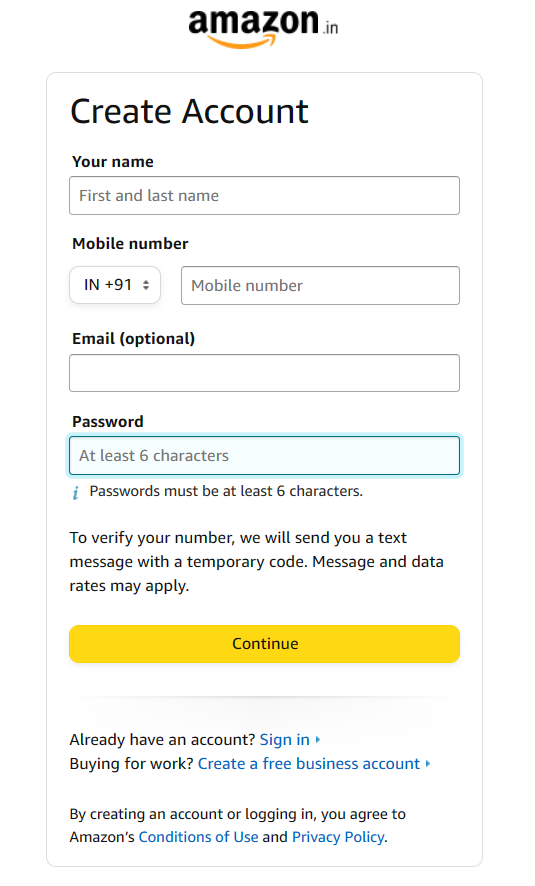 amazon.in
Create Account
Your name
First and last name
Mobile number
IN +91
Mobile number
Email (optional)
Password
At least 6 characters
i Passwords must be at least 6 characters.
To verify your number, we will send you a text
message with a temporary code. Message and data
rates may apply.
Continue
Already have an account? Sign in
Buying for work? Create a free business account
By creating an account or logging in, you agree to
Amazon’s Conditions of Use and Privacy Policy.